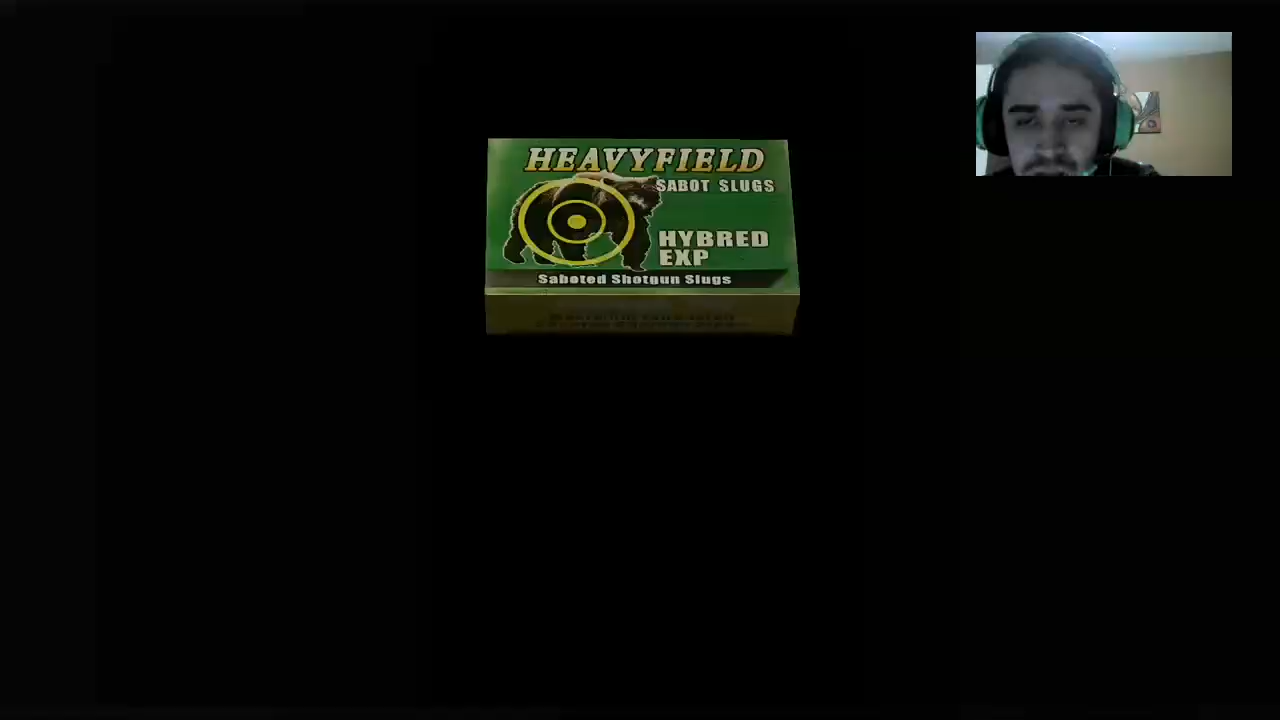 HEAVYFIELD
SABOT SLUGS
HYBRED
EXP
Saboted Shotgun Slugs